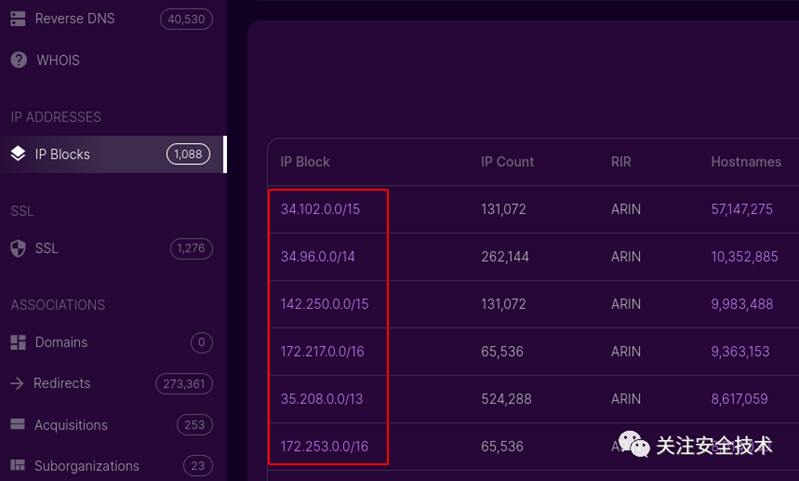 Reverse DNS 40,530
WHOIS
IP ADDRESSES
IP Blocks 1,088
SSL
SSL 1,276
ASSOCIATIONS
Domains 0
Redirects 273,361
Acquisitions 253
Suborganizations 23
IP Block IP Count RIR Hostnames
34.102.0.0/15 131,072 ARIN 57,147,275
34.96.0.0/14 262,144 ARIN 10,352,885
142.250.0.0/15 131,072 ARIN 9,983,488
172.217.0.0/16 65,536 ARIN 9,363,153
35.208.0.0/13 524,288 ARIN 8,617,059
172.253.0.0/16 65,536
关注安全技术